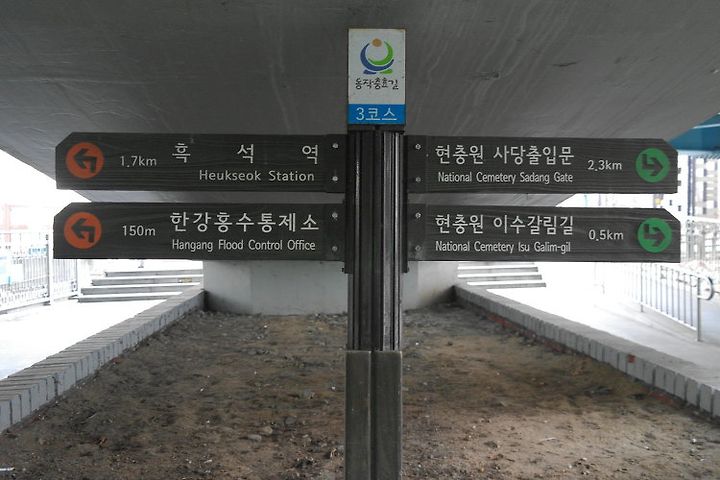 동작충효길
3코스
1.7km 흑석역
Heukseok Station
현충원 사당출입문 2.3km
National Cemetery Sadang Gate
150m 한강홍수통제소
Hangang Flood Control Office
현충원 이수갈림길 0.5km
National Cemetery Isu Galim-gil